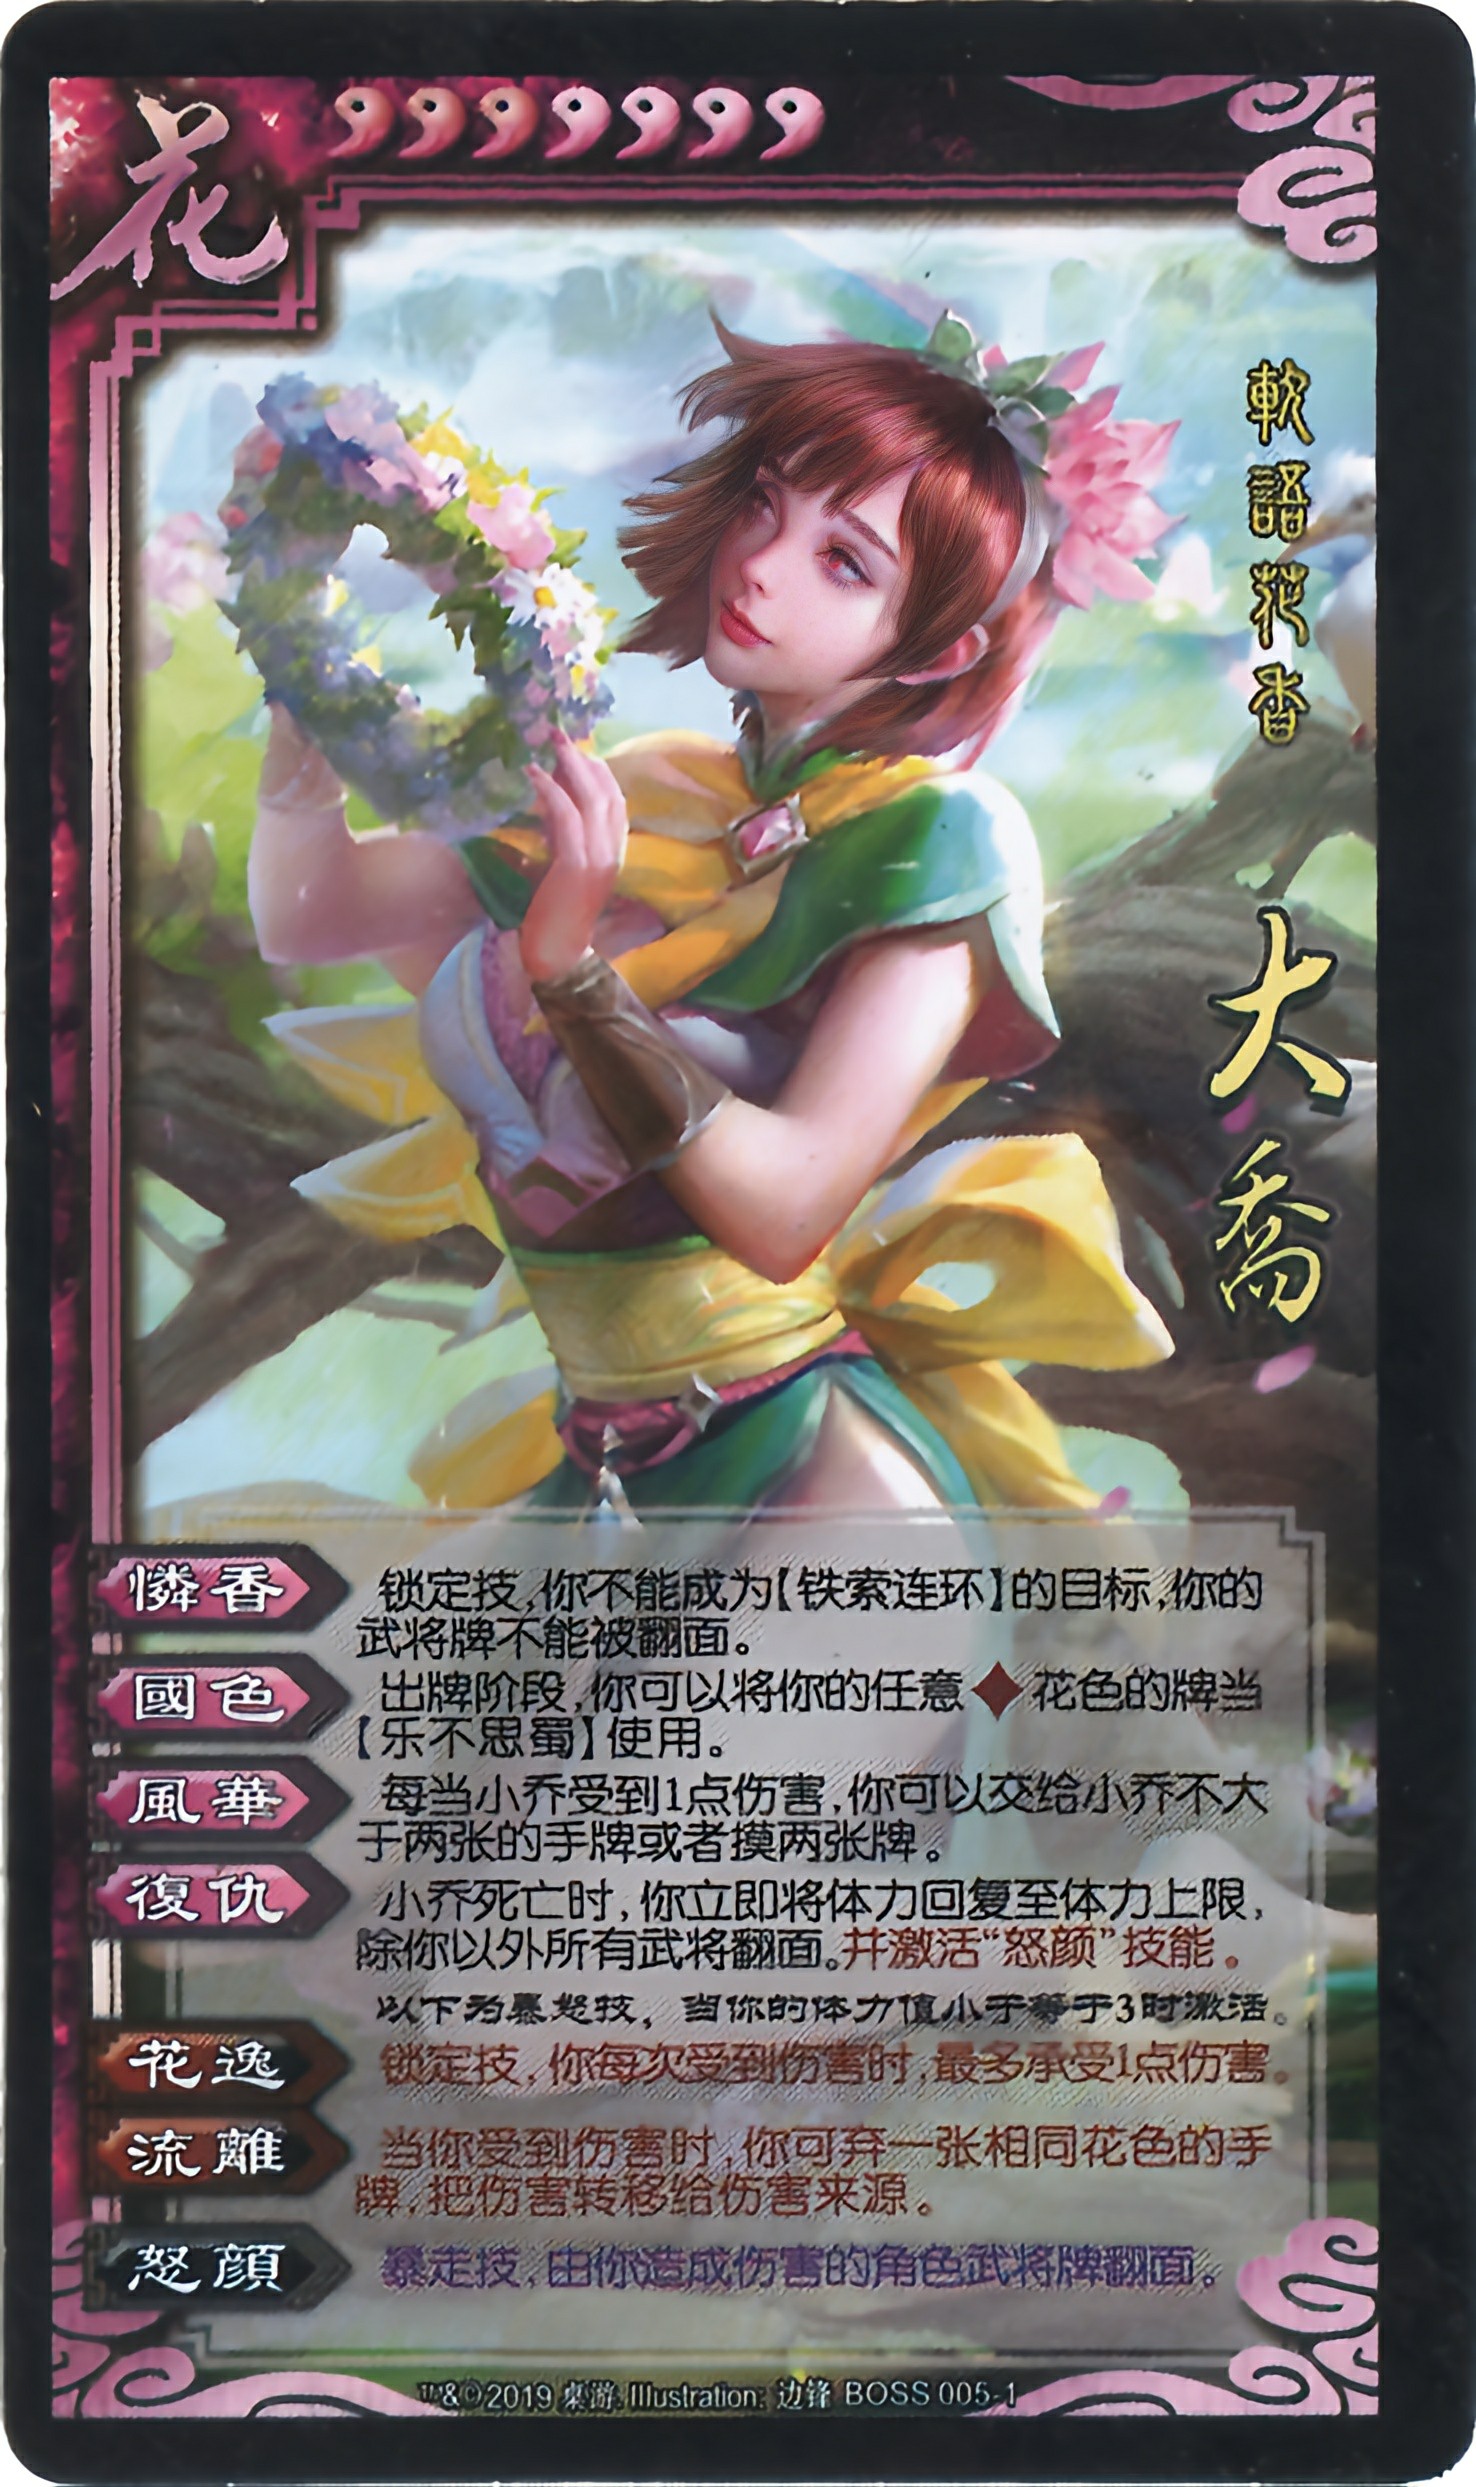 花
軟語花香
大喬
憐香
锁定技,你不能成为【铁索连环】的目标,你的
武将牌不能被翻面。
國色
出牌阶段,你可以将你的任意♦花色的牌当
【乐不思蜀】使用。
風華
每当小乔受到1点伤害,你可以交给小乔不大
于两张的手牌或者摸两张牌。
復仇
小乔死亡时,你立即将体力回复至体力上限,
除你以外所有武将翻面。并激活“怒颜”技能。
以下为暴怒技，当你的体力值小于等于3时激活。
花逸
锁定技,你每次受到伤害时,最多承受1点伤害。
流離
当你受到伤害时,你可弃一张相同花色的手
牌,把伤害转移给伤害来源。
怒顔
暴走技,由你造成伤害的角色武将牌翻面。
™&©2019 桌游. Illustration: 边锋 BOSS 005-1